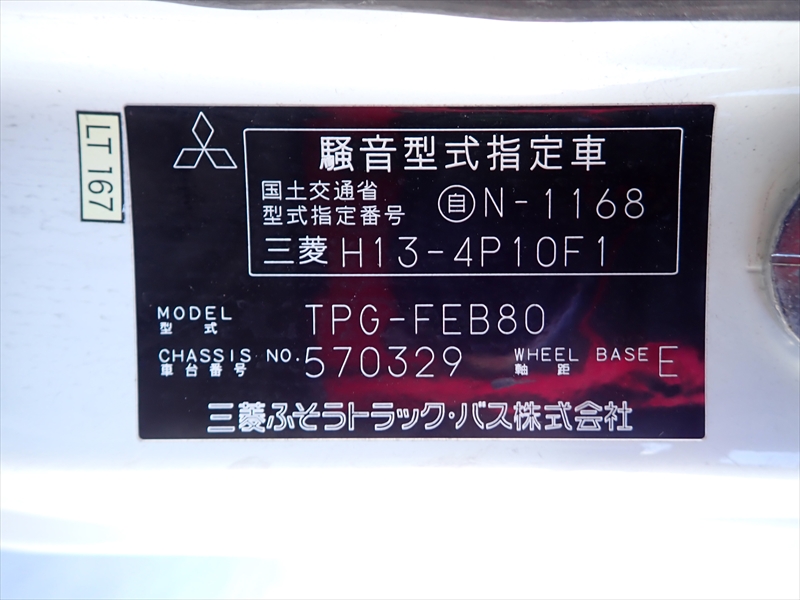 LT 167
騒音型式指定車
国土交通省
型式指定番号 自 N-1168
三菱 H13-4P10F1
MODEL TPG-FEB80
型式
CHASSIS NO. 570329 WHEEL BASE E
車台番号 軸距
三菱ふそうトラック・バス株式会社